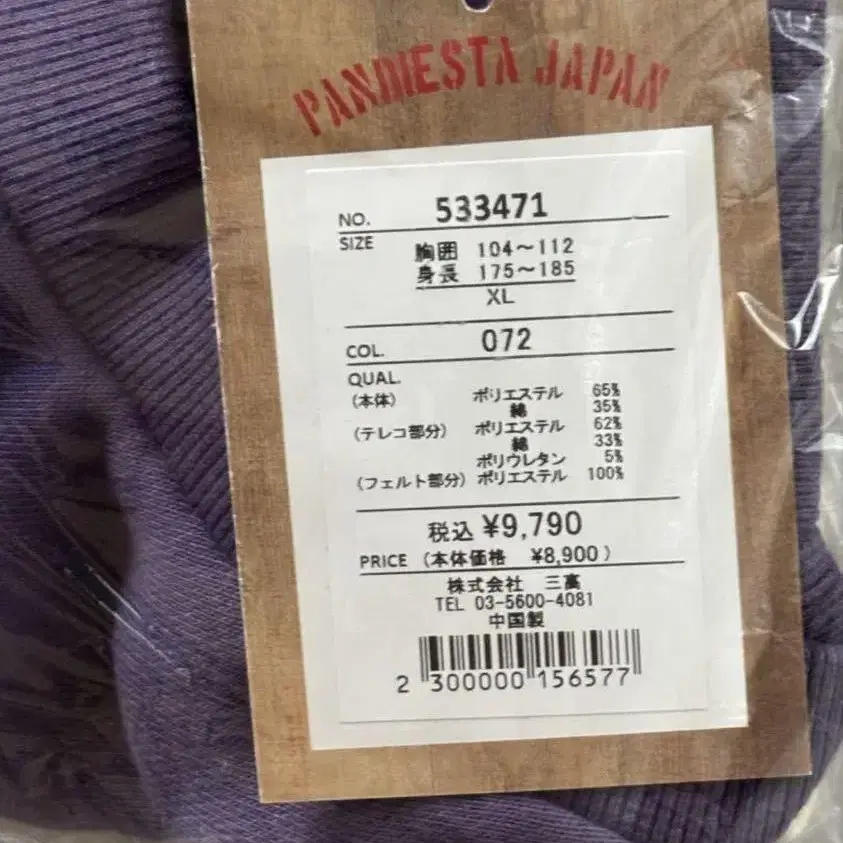 PANDIESTA JAPAN
NO. 533471
SIZE 胸囲 104～112
身長 175～185
XL
COL. 072
QUAL.
(本体) ポリエステル 65%
綿 35%
(テレコ部分) ポリエステル 62%
綿 33%
ポリウレタン 5%
(フェルト部分) ポリエステル 100%
税込 ¥9,790
PRICE (本体価格 ¥8,900)
株式会社 三高
TEL 03-5600-4081
中国製
2 300000 156577